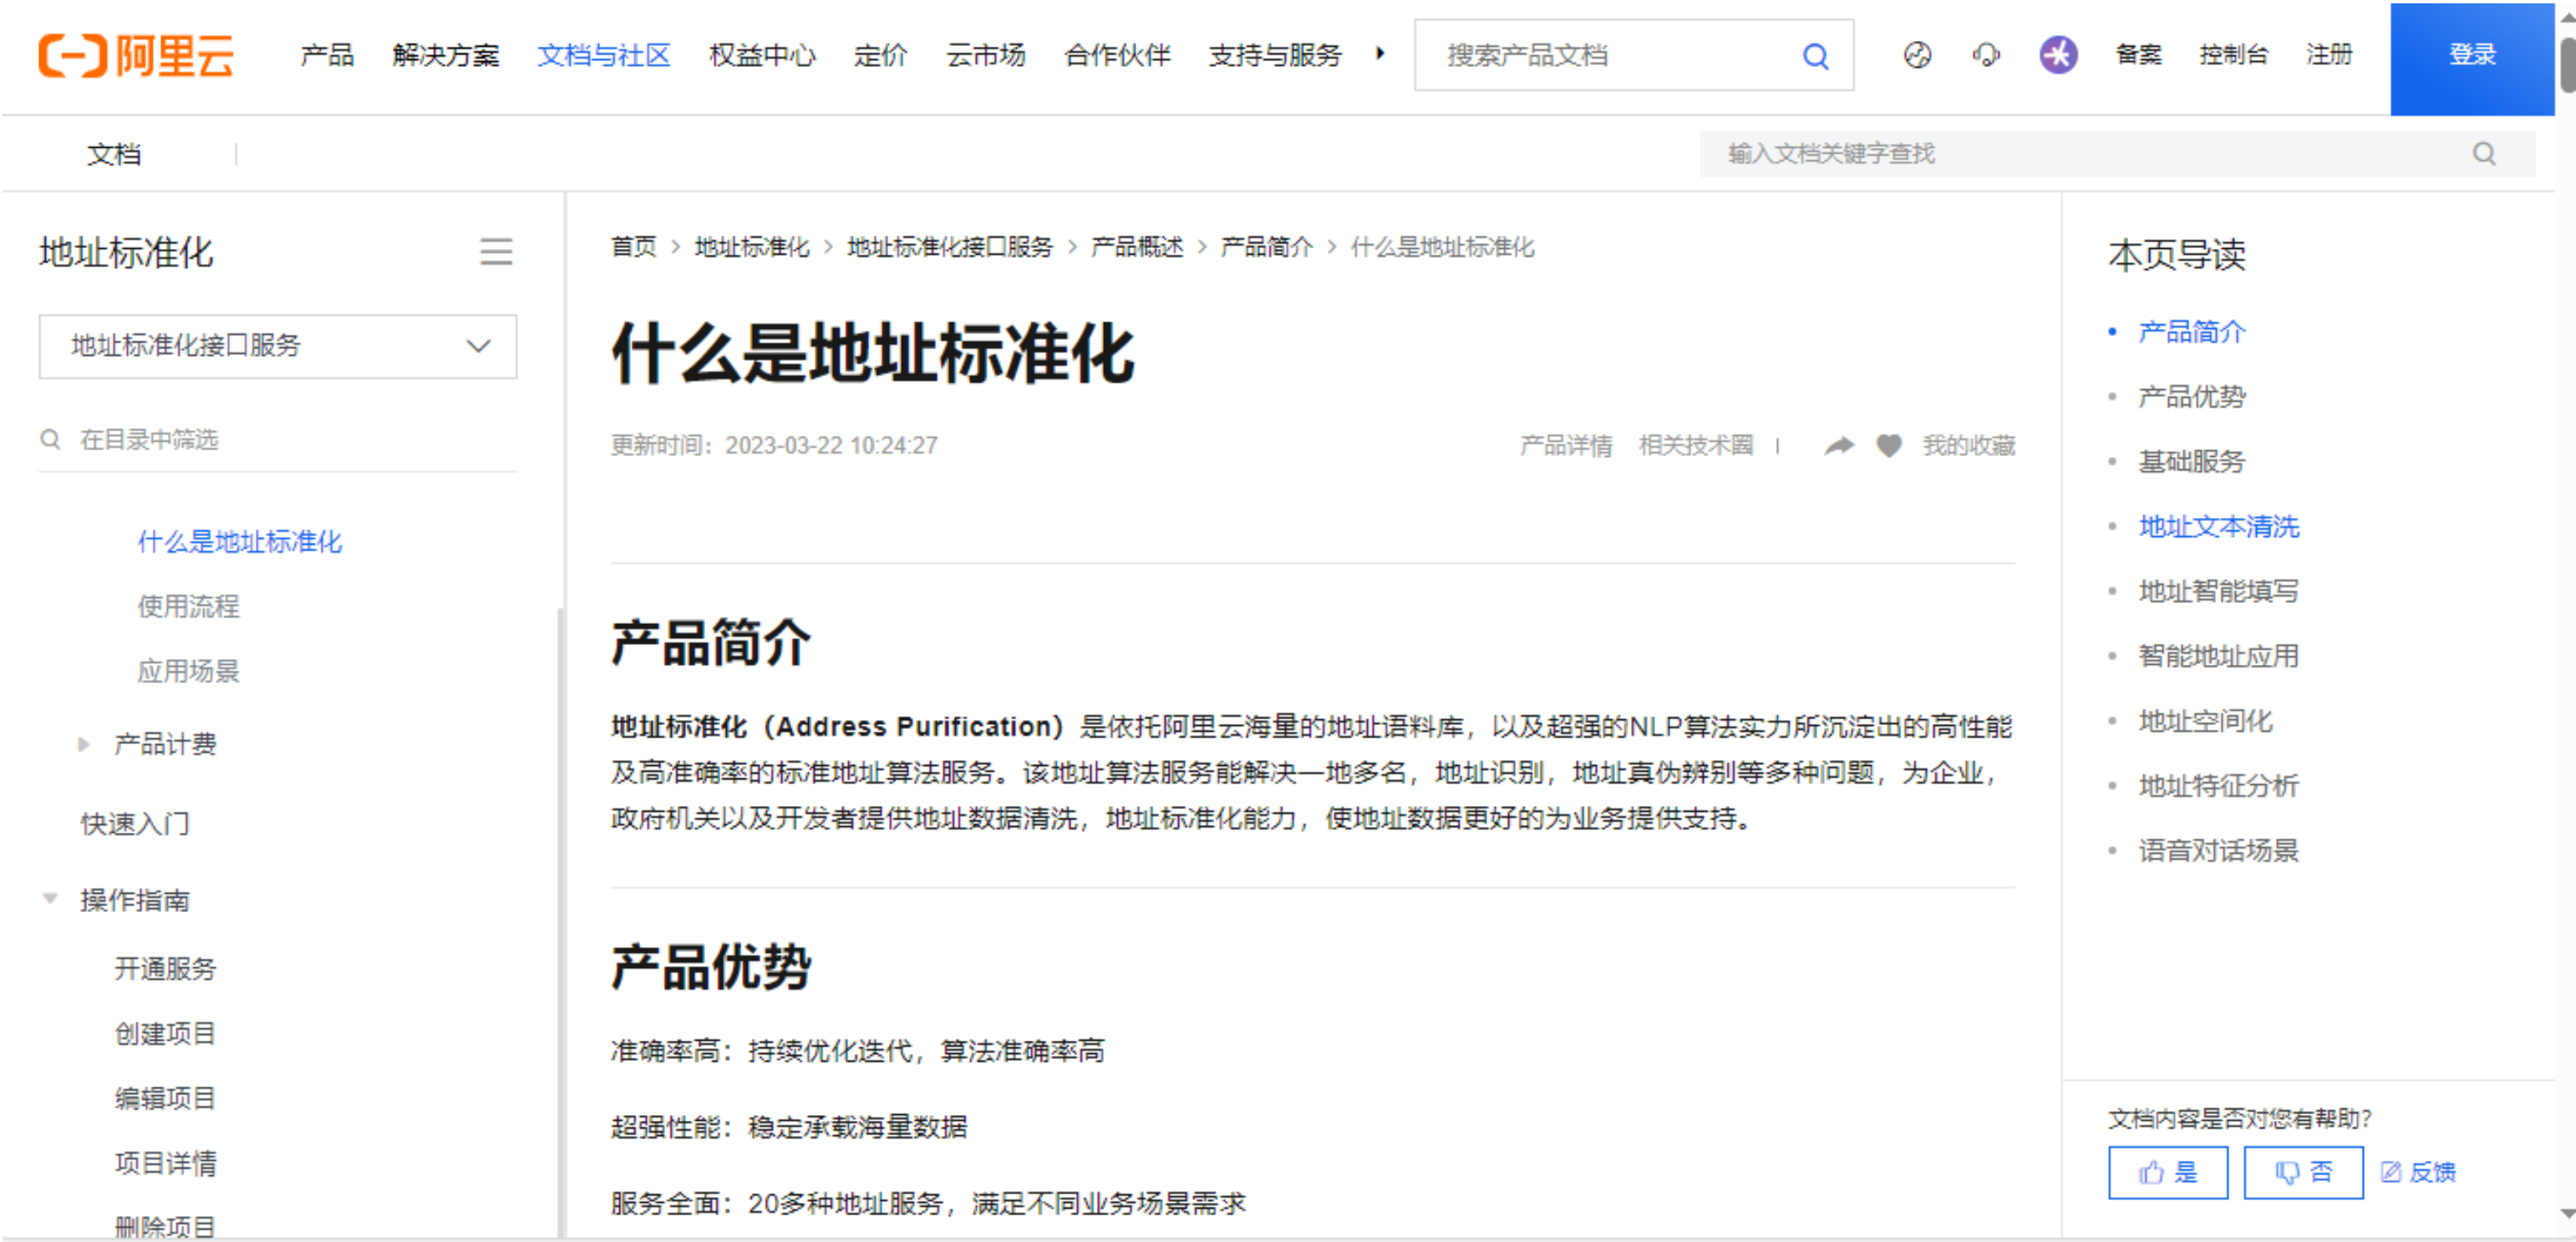 阿里云 产品 解决方案 文档与社区 权益中心 定价 云市场 合作伙伴 支持与服务 搜索产品文档 备案 控制台 注册 登录
文档 输入文档关键字查找
地址标准化
地址标准化接口服务
在目录中筛选
什么是地址标准化
使用流程
应用场景
产品计费
快速入门
操作指南
开通服务
创建项目
编辑项目
项目详情
删除项目
首页 > 地址标准化 > 地址标准化接口服务 > 产品概述 > 产品简介 > 什么是地址标准化
什么是地址标准化
更新时间：2023-03-22 10:24:27 产品详情 相关技术圈 我的收藏
产品简介
地址标准化（Address Purification）是依托阿里云海量的地址语料库，以及超强的NLP算法实力所沉淀出的高性能
及高准确率的标准地址算法服务。该地址算法服务能解决一地多名，地址识别，地址真伪辨别等多种问题，为企业，
政府机关以及开发者提供地址数据清洗，地址标准化能力，使地址数据更好的为业务提供支持。
产品优势
准确率高：持续优化迭代，算法准确率高
超强性能：稳定承载海量数据
服务全面：20多种地址服务，满足不同业务场景需求
本页导读
产品简介
产品优势
基础服务
地址文本清洗
地址智能填写
智能地址应用
地址空间化
地址特征分析
语音对话场景
文档内容是否对您有帮助？
是 否 反馈